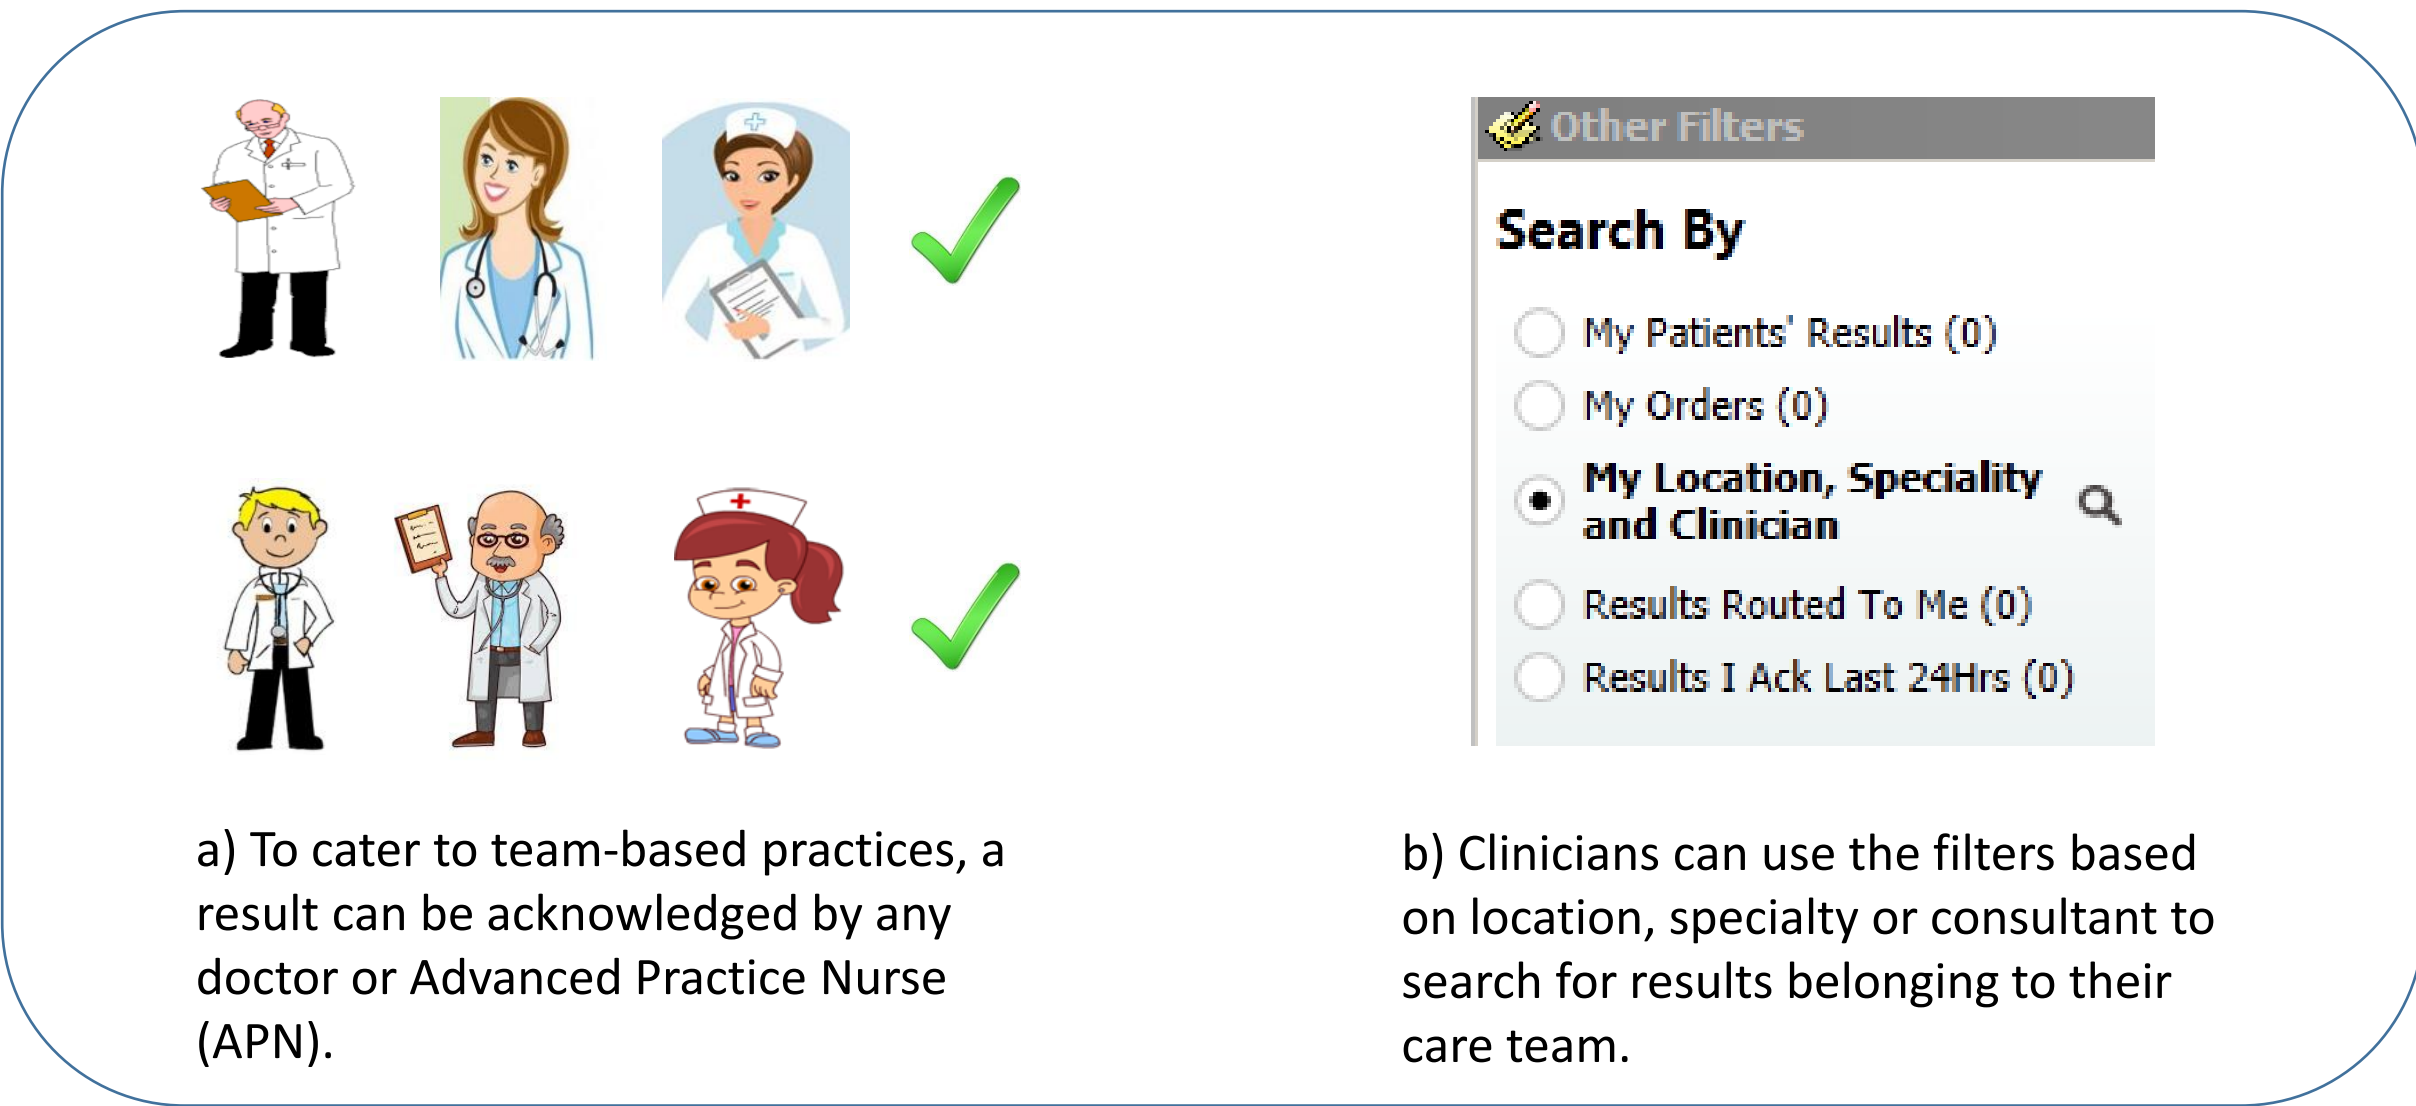 Other Filters
Search By
My Patients' Results (0)
My Orders (0)
My Location, Speciality
and Clinician
Results Routed To Me (0)
Results I Ack Last 24Hrs (0)
a) To cater to team-based practices, a
result can be acknowledged by any
doctor or Advanced Practice Nurse
(APN).
b) Clinicians can use the filters based
on location, specialty or consultant to
search for results belonging to their
care team.